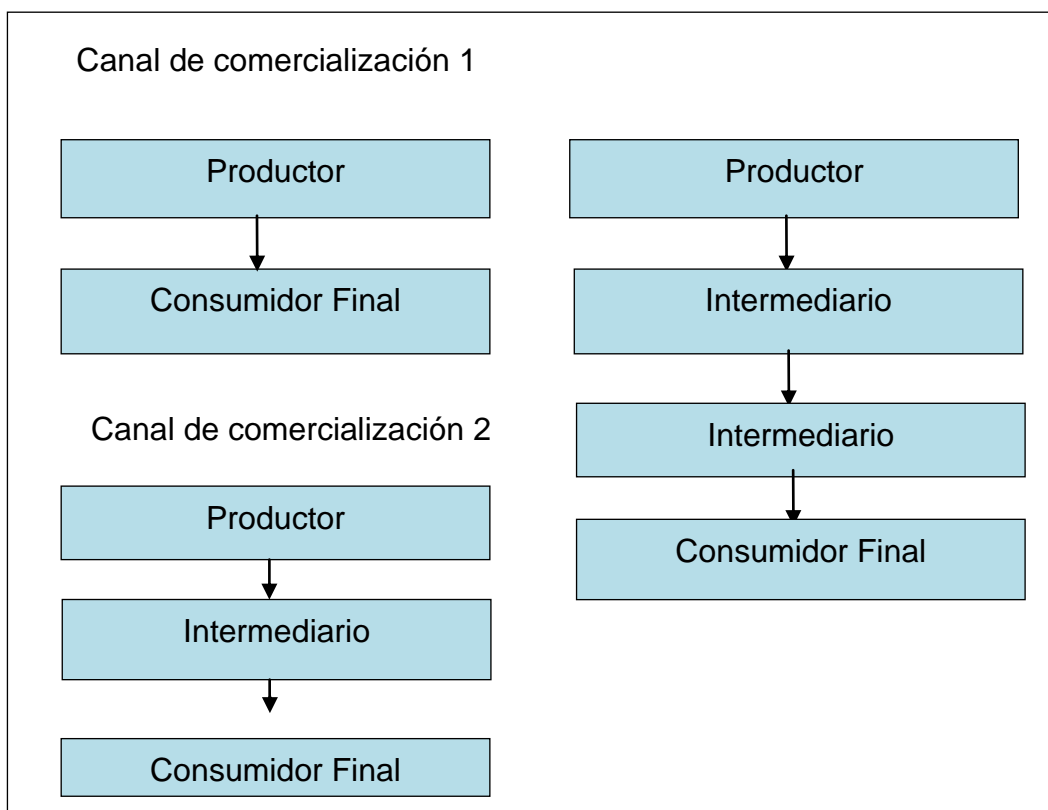 Canal de comercialización 1
Productor
Consumidor Final
Canal de comercialización 2
Productor
Intermediario
Consumidor Final
Productor
Intermediario
Intermediario
Consumidor Final